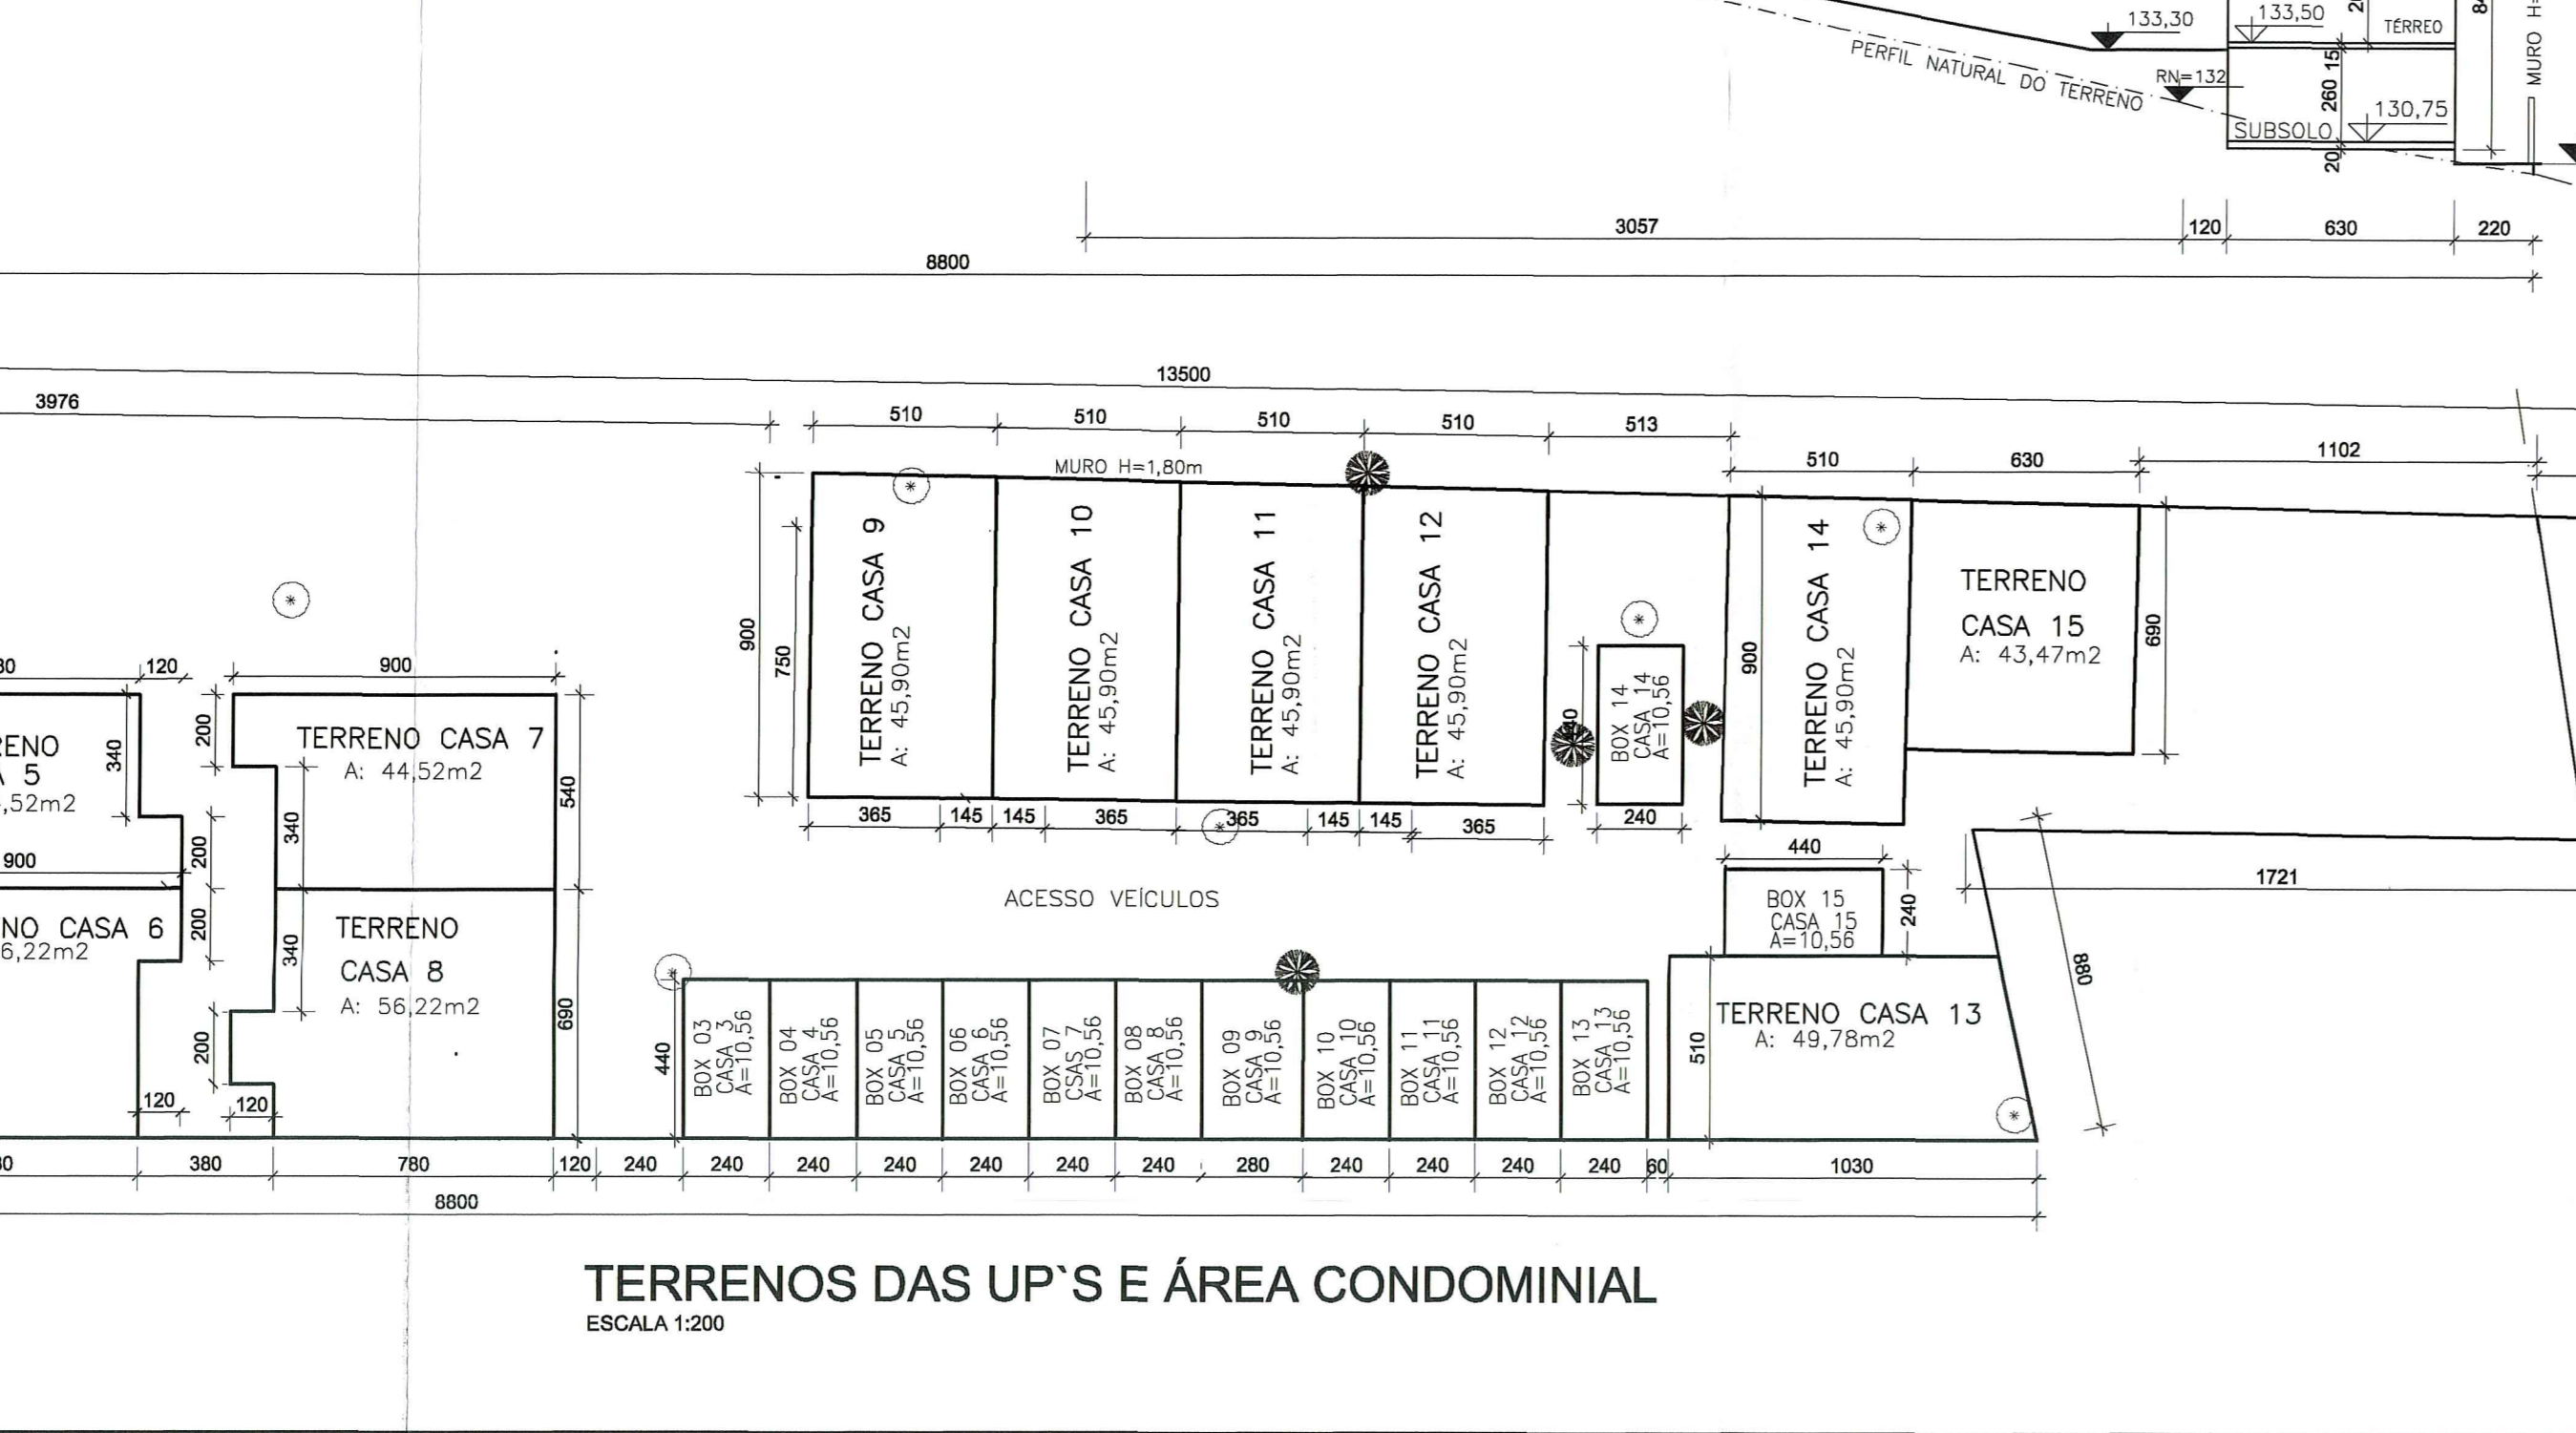 133,30
133,50
TÉRREO
PERFIL NATURAL DO TERRENO
RN=132
15
260
130,75
SUBSOLO
20
MURO H=
3057
120
630
220
8800
13500
3976
510
510
510
510
513
1102
510
630
MURO H=1,80m
900
750
TERRENO CASA 9
A: 45,90m2
TERRENO CASA 10
A: 45,90m2
TERRENO CASA 11
A: 45,90m2
TERRENO CASA 12
A: 45,90m2
BOX 14
CASA 14
A=10,56
240
900
TERRENO CASA 14
A: 45,90m2
TERRENO
CASA 15
A: 43,47m2
690
120
900
200
340
TERRENO CASA 7
A: 44,52m2
540
340
A 5
,52m2
900
200
200
NO CASA 6
6,22m2
340
TERRENO
CASA 8
A: 56,22m2
690
200
120
120
365
145
145
365
365
145
145
365
ACESSO VEÍCULOS
440
BOX 15
CASA 15
A=10,56
240
1721
880
440
BOX 03
CASA 3
A=10,56
BOX 04
CASA 4
A=10,56
BOX 05
CASA 5
A=10,56
BOX 06
CASA 6
A=10,56
BOX 07
CSAS 7
A=10,56
BOX 08
CASA 8
A=10,56
BOX 09
CASA 9
A=10,56
BOX 10
CASA 10
A=10,56
BOX 11
CASA 11
A=10,56
BOX 12
CASA 12
A=10,56
BOX 13
CASA 13
A=10,56
510
TERRENO CASA 13
A: 49,78m2
380
780
120
240
240
240
240
240
240
240
280
240
240
240
240
60
1030
8800
TERRENOS DAS UP`S E ÁREA CONDOMINIAL
ESCALA 1:200